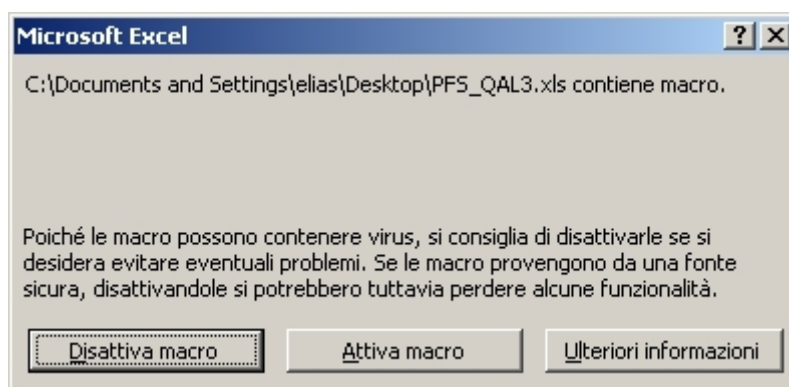 Microsoft Excel
C:\Documents and Settings\elias\Desktop\PFS_QAL3.xls contiene macro.
Poiché le macro possono contenere virus, si consiglia di disattivarle se si
desidera evitare eventuali problemi. Se le macro provengono da una fonte
sicura, disattivandole si potrebbero tuttavia perdere alcune funzionalità.
Disattiva macro Attiva macro Ulteriori informazioni